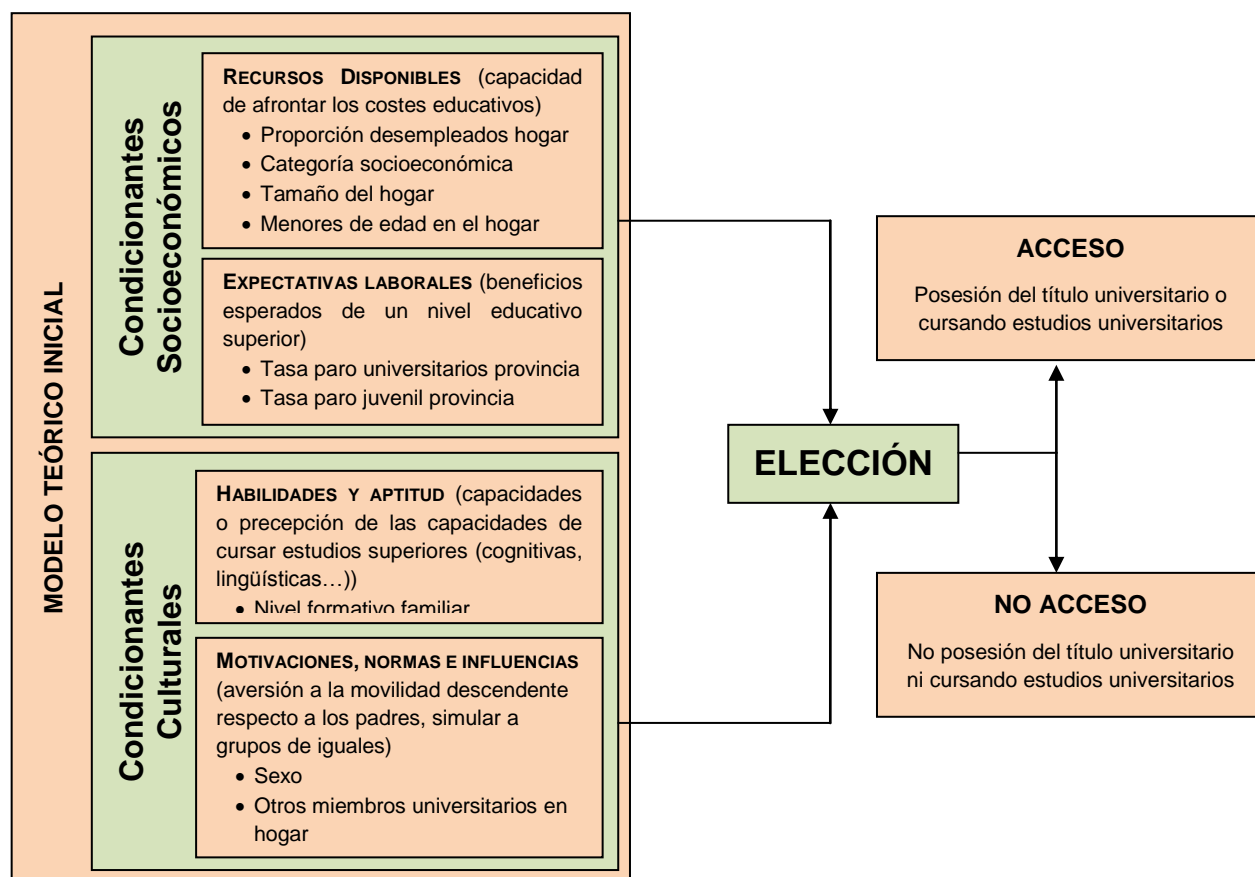 MODELO TEÓRICO INICIAL
Condicionantes
Socioeconómicos
RECURSOS DISPONIBLES (capacidad
de afrontar los costes educativos)
• Proporción desempleados hogar
• Categoría socioeconómica
• Tamaño del hogar
• Menores de edad en el hogar
EXPECTATIVAS LABORALES (beneficios
esperados de un nivel educativo
superior)
• Tasa paro universitarios provincia
• Tasa paro juvenil provincia
Condicionantes
Culturales
HABILIDADES Y APTITUD (capacidades
o precepción de las capacidades de
cursar estudios superiores (cognitivas,
lingüísticas…))
• Nivel formativo familiar
MOTIVACIONES, NORMAS E INFLUENCIAS
(aversión a la movilidad descendente
respecto a los padres, simular a
grupos de iguales)
• Sexo
• Otros miembros universitarios en
hogar
ELECCIÓN
ACCESO
Posesión del título universitario o
cursando estudios universitarios
NO ACCESO
No posesión del título universitario
ni cursando estudios universitarios